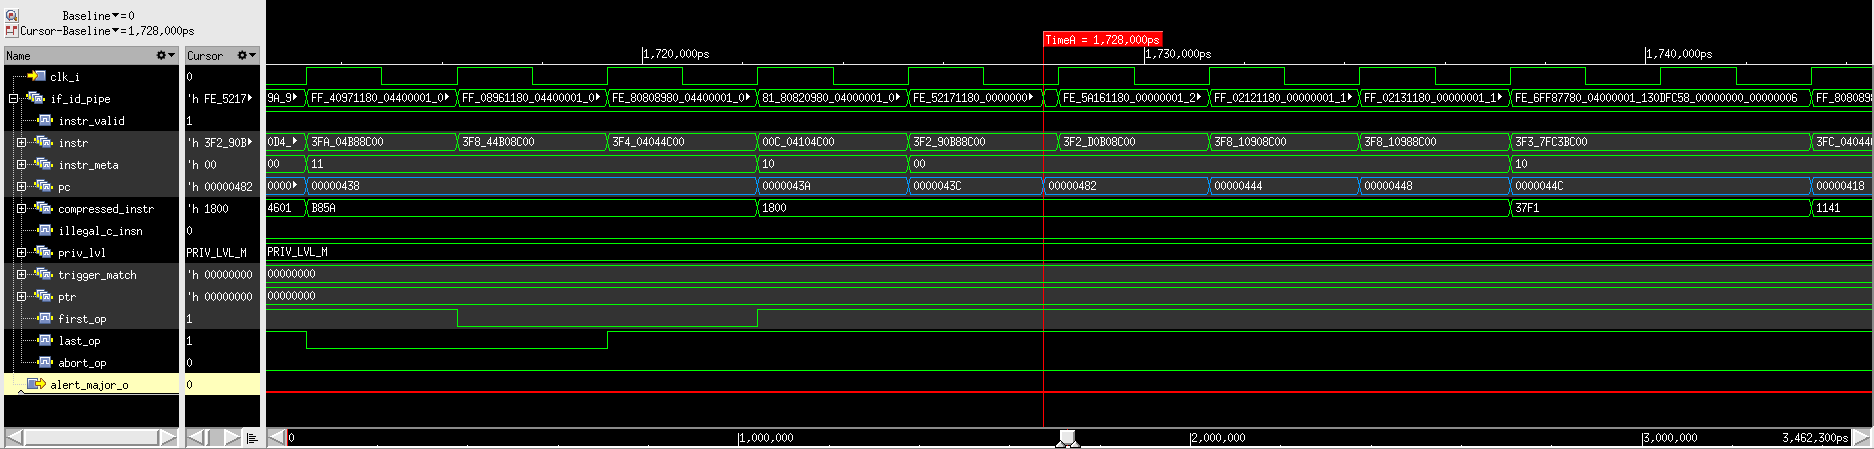 Baseline▼=0
Cursor-Baseline▼=1,728,000ps
TimeA = 1,728,000ps
1,720,000ps 1,730,000ps 1,740,000ps
Name Cursor
clk_i 0
if_id_pipe 'h FE_5217 9A_9 FF_40971180_04400001_0 FF_08961180_04400001_0 FE_80808980_04400001_0 81_80820980_04400001_0 FE_52171180_0000000 FE_5A161180_00000001_2 FF_02121180_00000001_1 FF_02131180_00000001_1 FE_6FF87780_04000001_130DFC58_00000000_00000006 FF_808089
instr_valid 1
instr 'h 3F2_90B 0D4_ 3FA_04B88C00 3F8_44B08C00 3F4_04044C00 00C_04104C00 3F2_90B88C00 3F2_D0B08C00 3F8_10908C00 3F8_10988C00 3F3_7FC3BC00 3FC_04044
instr_meta 'h 00 00 11 10 00 10
pc 'h 00000482 0000 00000438 0000043A 0000043C 00000482 00000444 00000448 0000044C 00000418
compressed_instr 'h 1800 4601 B85A 1800 37F1 1141
illegal_c_insn 0
priv_lvl PRIV_LVL_M PRIV_LVL_M
trigger_match 'h 00000000 00000000
ptr 'h 00000000 00000000
first_op 1
last_op 1
abort_op 0
alert_major_o 0
0 1,000,000 2,000,000 3,000,000 3,462,300ps